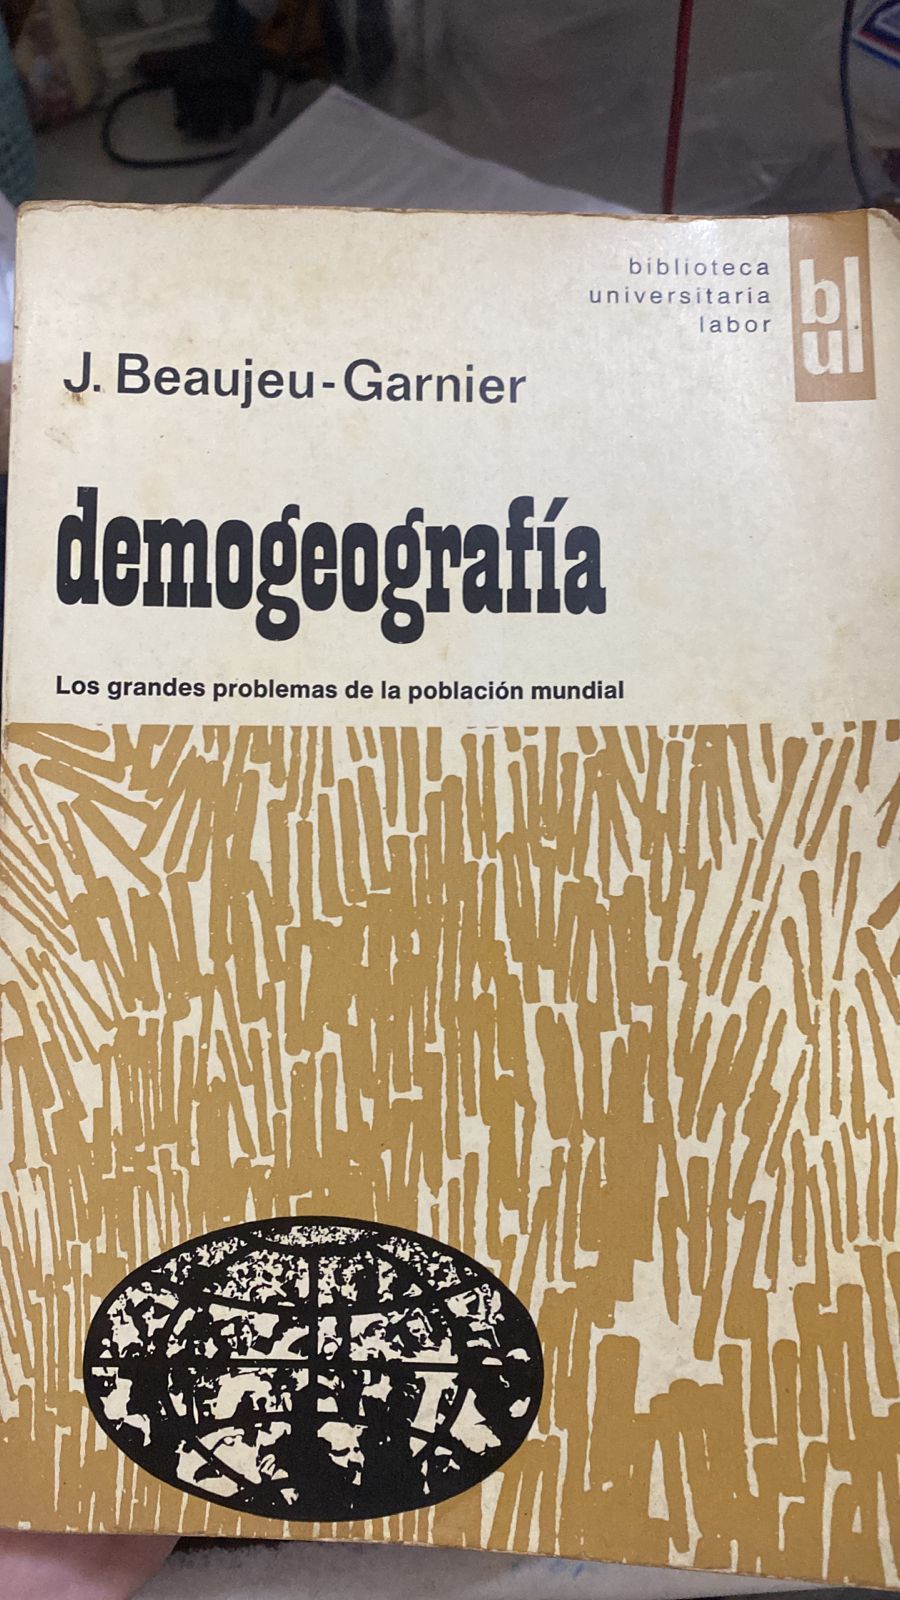 biblioteca
universitaria
labor
bl
ul
J. Beaujeu-Garnier
demogeografía
Los grandes problemas de la población mundial